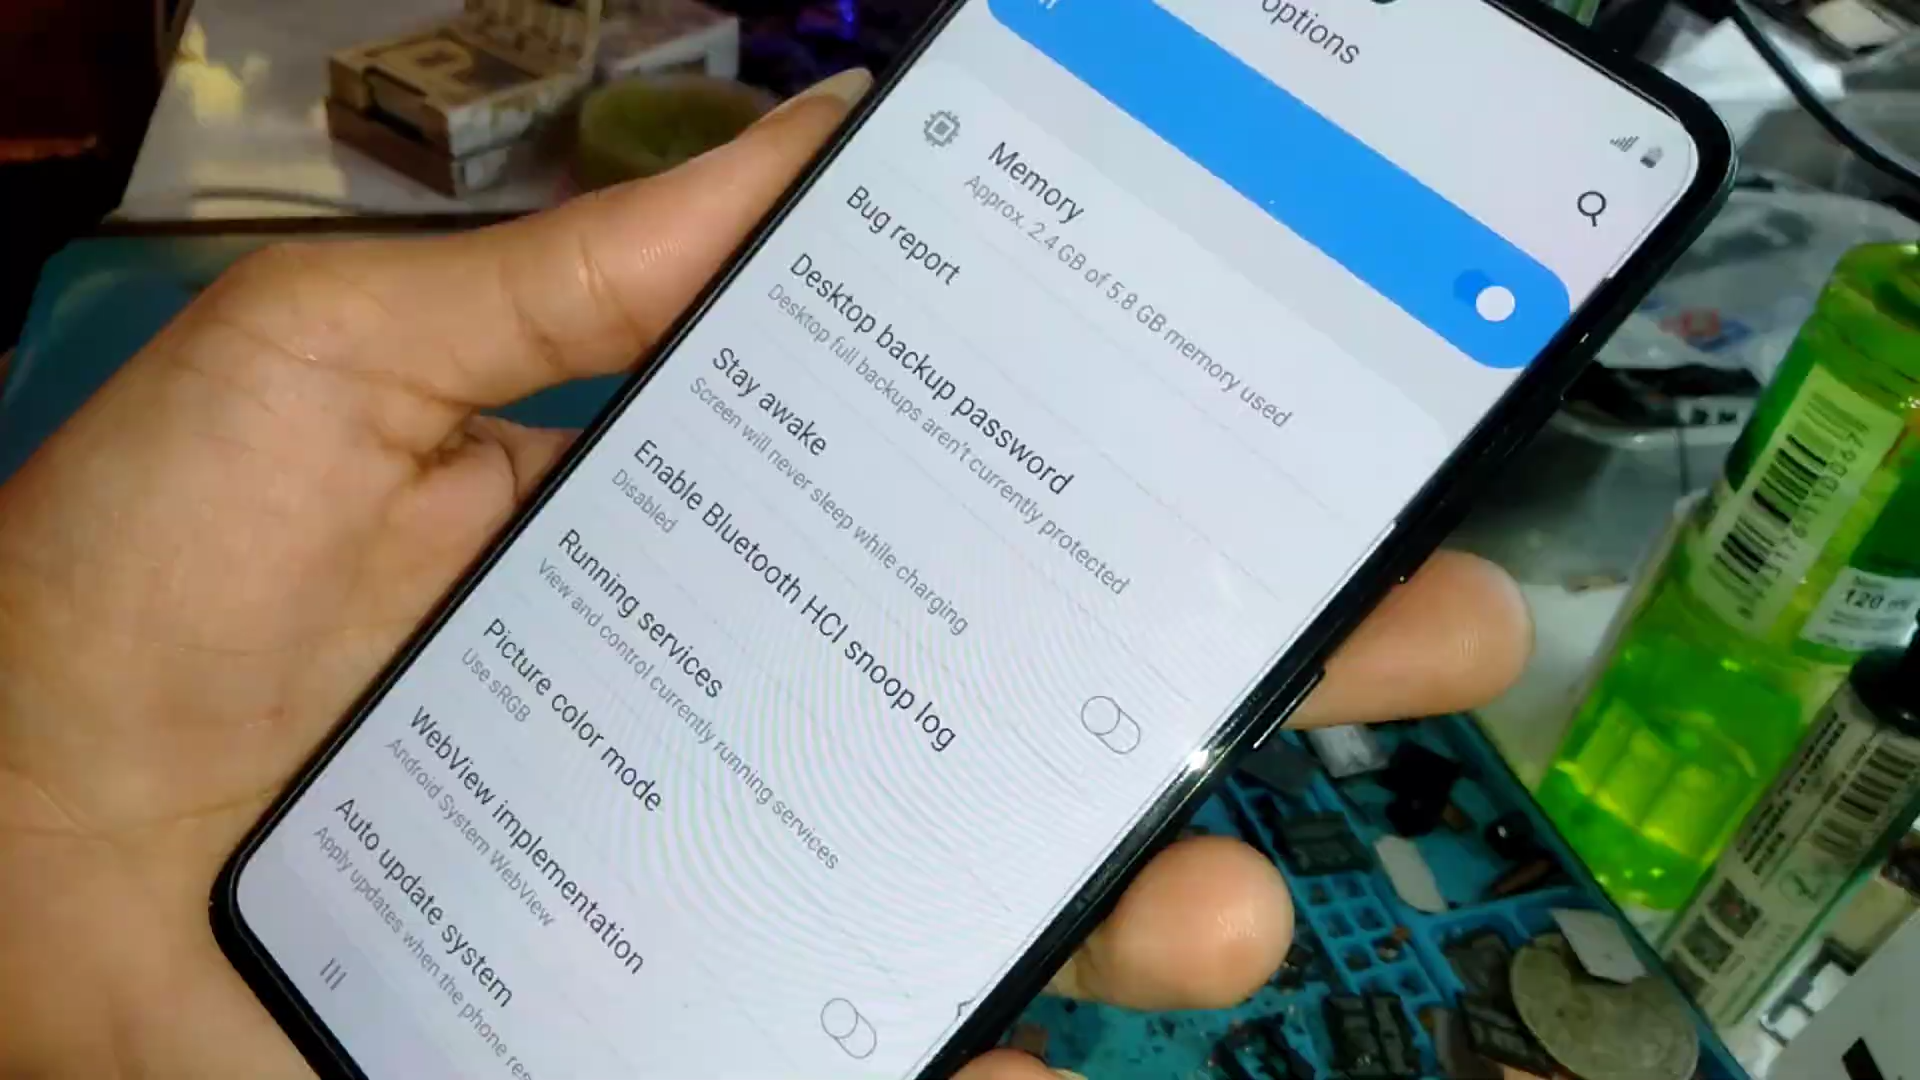 options
Memory
Approx. 2.4 GB of 5.8 GB memory used
Bug report
Desktop backup password
Desktop full backups aren't currently protected
Stay awake
Screen will never sleep while charging
Enable Bluetooth HCI snoop log
Disabled
Running services
View and control currently running services
Picture color mode
Use sRGB
WebView implementation
Android System WebView
Auto update system
Apply updates when the phone
120